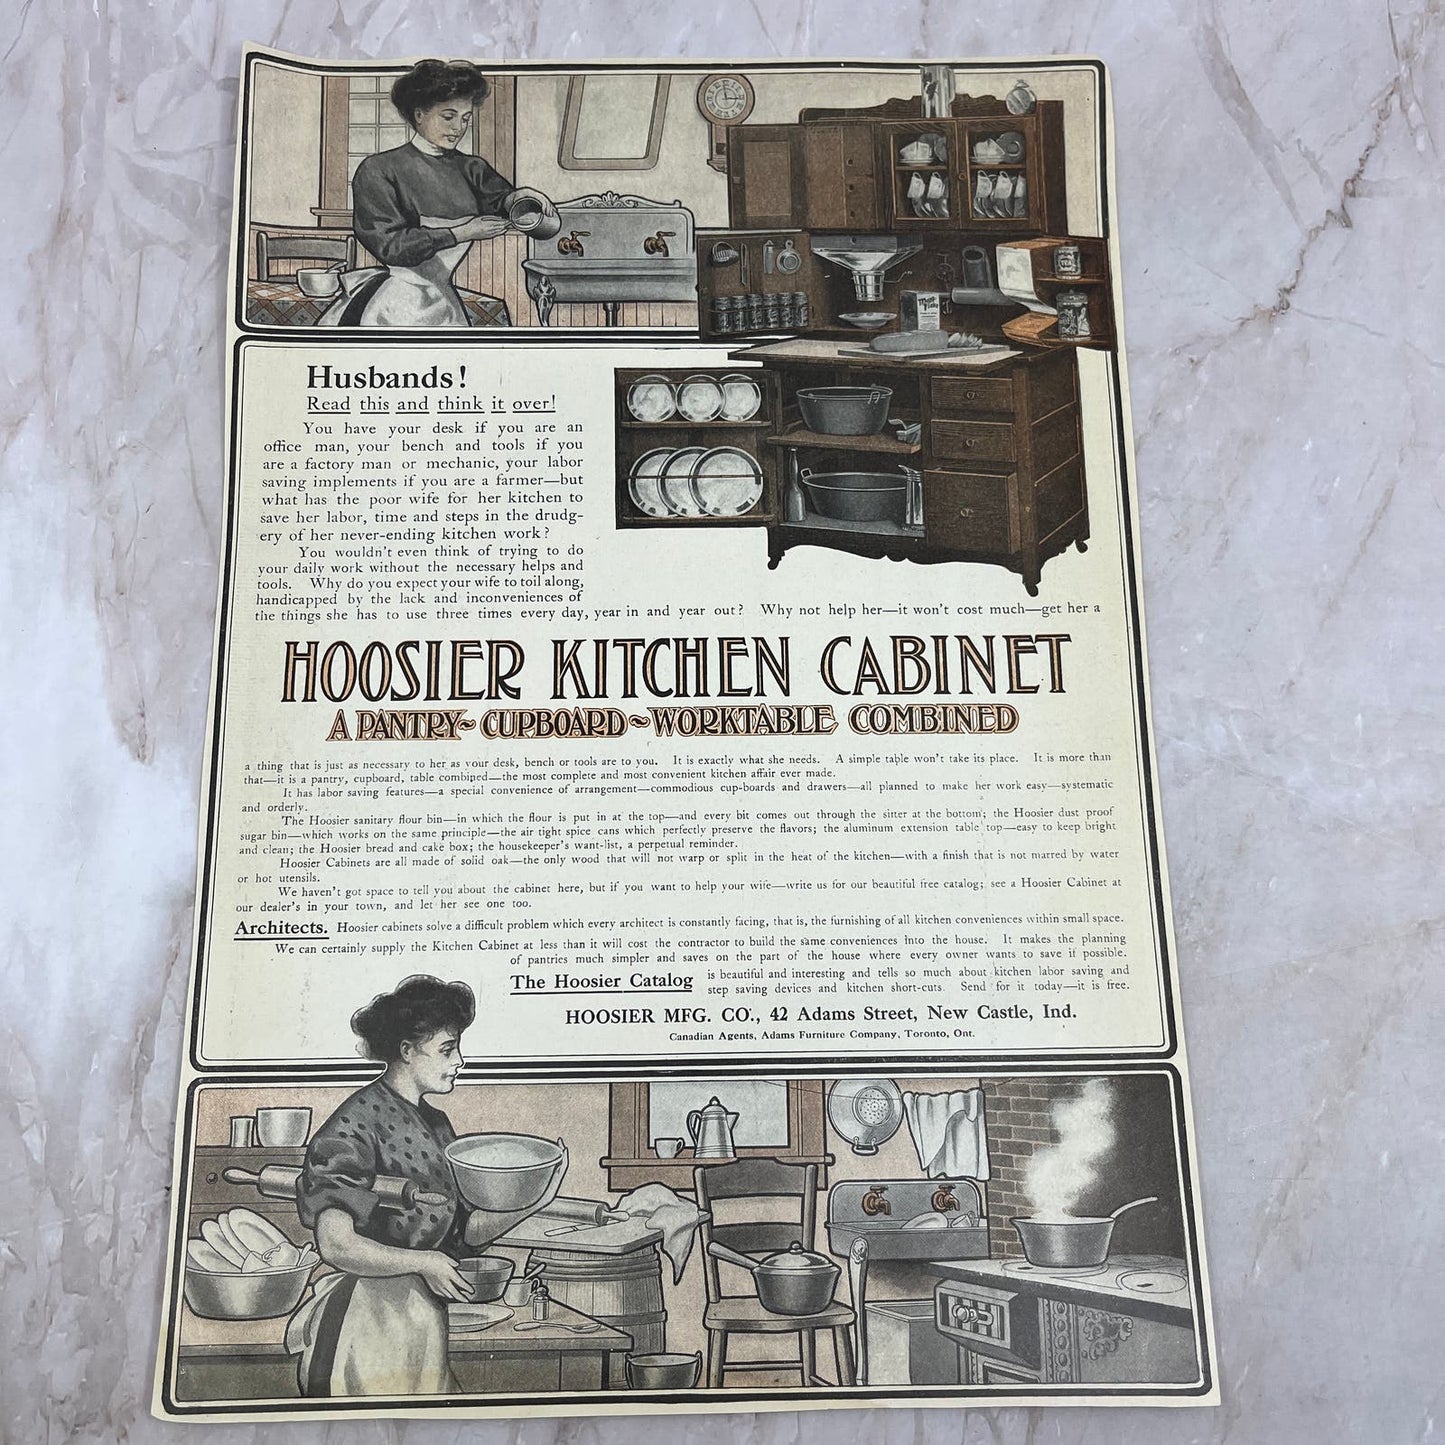 TEA
Husbands!
Read this and think it over!
You have your desk if you are an
office man, your bench and tools if you
are a factory man or mechanic, your labor
saving implements if you are a farmer—but
what has the poor wife for her kitchen to
save her labor, time and steps in the drudg-
ery of her never-ending kitchen work?
You wouldn't even think of trying to do
your daily work without the necessary helps and
tools. Why do you expect your wife to toil along,
handicapped by the lack and inconveniences of
the things she has to use three times every day, year in and year out? Why not help her—it won't cost much—get her a
HOOSIER KITCHEN CABINET
A PANTRY~CUPBOARD~WORKTABLE COMBINED
a thing that is just as necessary to her as your desk, bench or tools are to you. It is exactly what she needs. A simple table won't take its place. It is more than
that—it is a pantry, cupboard, table combined—the most complete and most convenient kitchen affair ever made.
It has labor saving features—a special convenience of arrangement—commodious cup-boards and drawers—all planned to make her work easy—systematic
and orderly.
The Hoosier sanitary flour bin—in which the flour is put in at the top—and every bit comes out through the sifter at the bottom; the Hoosier dust proof
sugar bin—which works on the same principle—the air tight spice cans which perfectly preserve the flavors; the aluminum extension table top—easy to keep bright
and clean; the Hoosier bread and cake box; the housekeeper's want-list, a perpetual reminder.
Hoosier Cabinets are all made of solid oak—the only wood that will not warp or split in the heat of the kitchen—with a finish that is not marred by water
or hot utensils.
We haven't got space to tell you about the cabinet here, but if you want to help your wife—write us for our beautiful free catalog; see a Hoosier Cabinet at
our dealer's in your town, and let her see one too.
Architects. Hoosier cabinets solve a difficult problem which every architect is constantly facing, that is, the furnishing of all kitchen conveniences within small space.
We can certainly supply the Kitchen Cabinet at less than it will cost the contractor to build the same conveniences into the house. It makes the planning
of pantries much simpler and saves on the part of the house where every owner wants to save if possible.
The Hoosier Catalog is beautiful and interesting and tells so much about kitchen labor saving and
step saving devices and kitchen short-cuts. Send for it today—it is free.
HOOSIER MFG. CO., 42 Adams Street, New Castle, Ind.
Canadian Agents, Adams Furniture Company, Toronto, Ont.